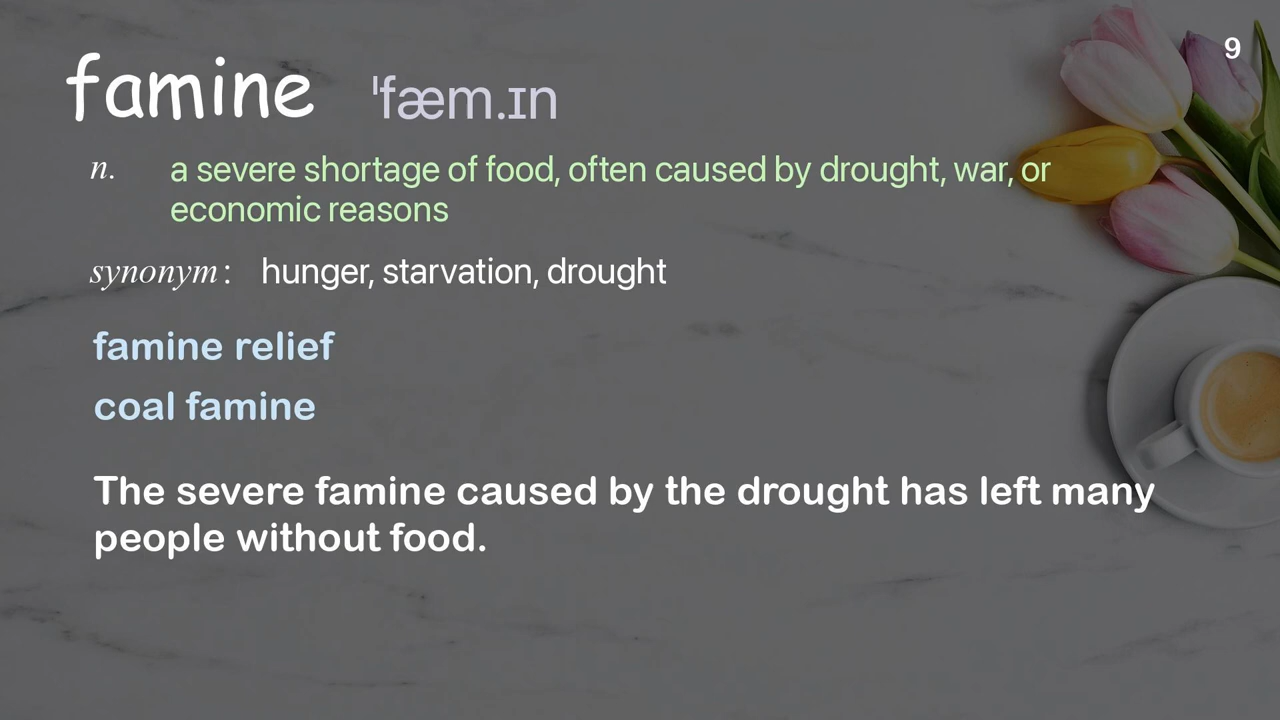 9
famine ˈfæm.ɪn
n. a severe shortage of food, often caused by drought, war, or
economic reasons
synonym: hunger, starvation, drought
famine relief
coal famine
The severe famine caused by the drought has left many
people without food.